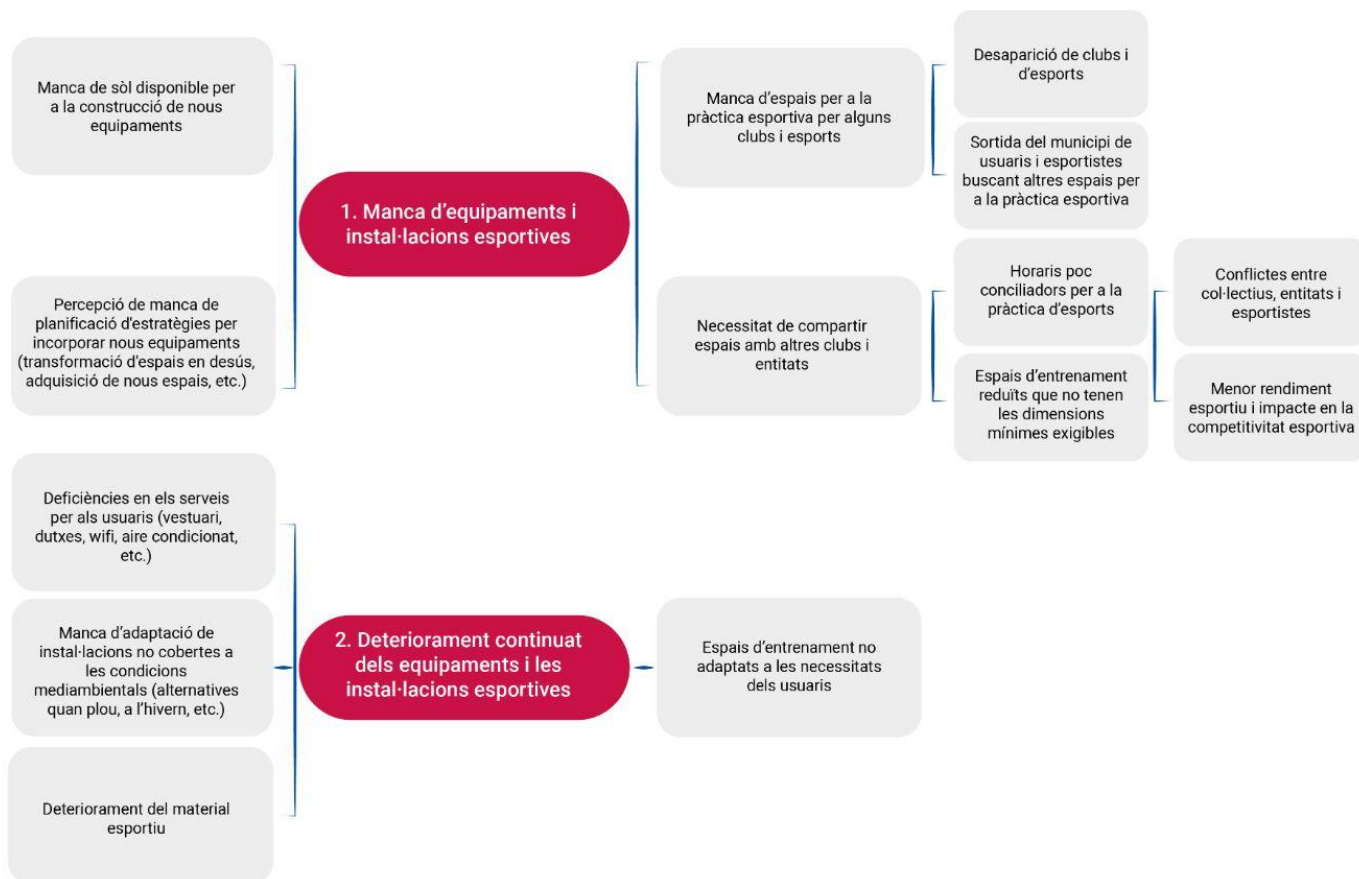 Manca de sòl disponible per
a la construcció de nous
equipaments
Percepció de manca de
planificació d'estratègies per
incorporar nous equipaments
(transformació d'espais en desús,
adquisició de nous espais, etc.)
1. Manca d'equipaments i
instal·lacions esportives
Manca d'espais per a la
pràctica esportiva per alguns
clubs i esports
Desaparició de clubs i
d'esports
Sortida del municipi de
usuaris i esportistes
buscant altres espais per
a la pràctica esportiva
Necessitat de compartir
espais amb altres clubs i
entitats
Horaris poc
conciliadors per a la
pràctica d'esports
Espais d'entrenament
reduïts que no tenen
les dimensions
mínimes exigibles
Conflictes entre
col·lectius, entitats i
esportistes
Menor rendiment
esportiu i impacte en la
competitivitat esportiva
Deficiències en els serveis
per als usuaris (vestuari,
dutxes, wifi, aire condicionat,
etc.)
Manca d'adaptació de
instal·lacions no cobertes a
les condicions
mediambientals (alternatives
quan plou, a l'hivern, etc.)
Deteriorament del material
esportiu
2. Deteriorament continuat
dels equipaments i les
instal·lacions esportives
Espais d'entrenament no
adaptats a les necessitats
dels usuaris